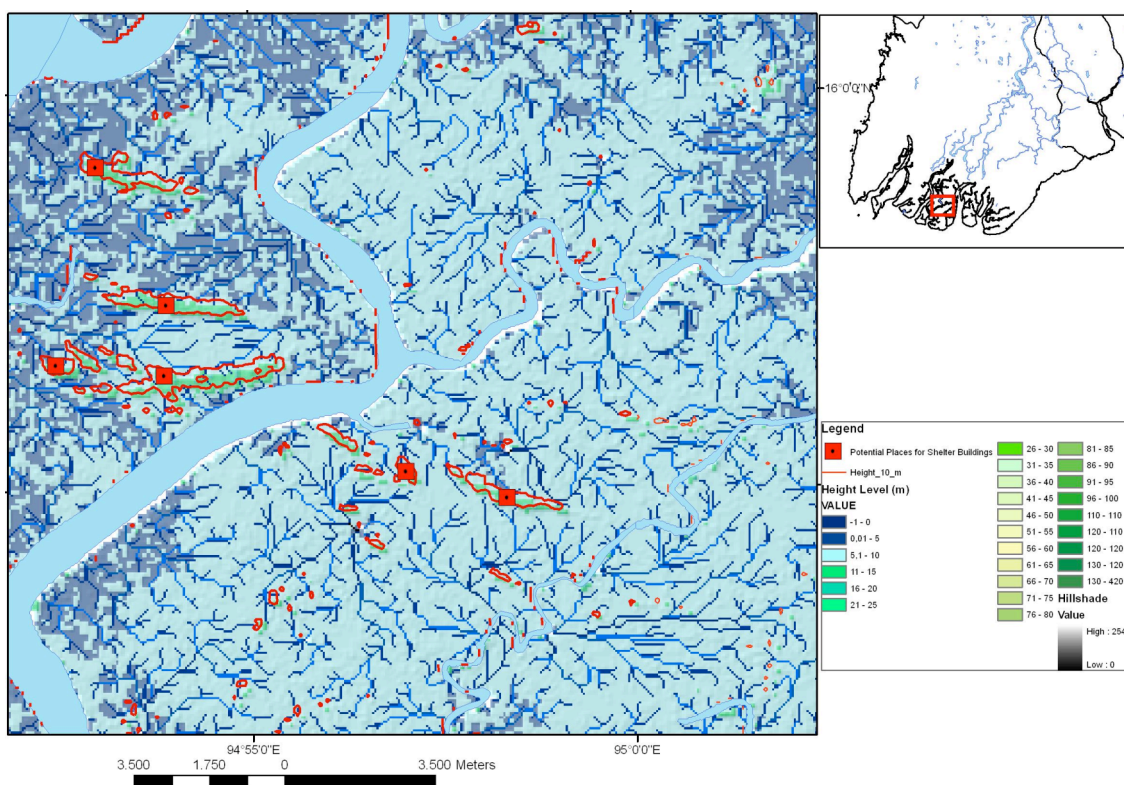 16°0'0"N
94°55'0"E
95°0'0"E
3.500 1.750 0 3.500 Meters
Legend
Potential Places for Shelter Buildings
Height_10_m
Height Level (m)
VALUE
-1 - 0
0,01 - 5
5,1 - 10
11 - 15
16 - 20
21 - 25
26 - 30
31 - 35
36 - 40
41 - 45
46 - 50
51 - 55
56 - 60
61 - 65
66 - 70
71 - 75
76 - 80
81 - 85
86 - 90
91 - 95
96 - 100
110 - 110
120 - 110
120 - 120
130 - 120
130 - 420
Hillshade
Value
High : 254
Low : 0